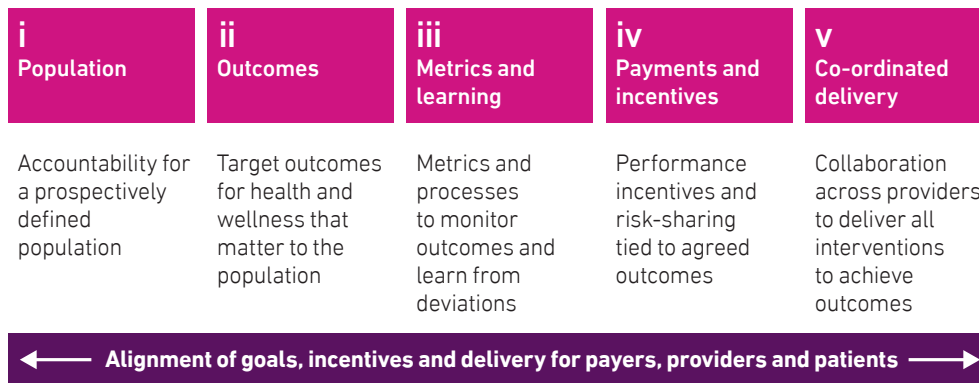 i
Population
Accountability for
a prospectively
defined
population
ii
Outcomes
Target outcomes
for health and
wellness that
matter to the
population
iii
Metrics and
learning
Metrics and
processes
to monitor
outcomes and
learn from
deviations
iv
Payments and
incentives
Performance
incentives and
risk-sharing
tied to agreed
outcomes
v
Co-ordinated
delivery
Collaboration
across providers
to deliver all
interventions
to achieve
outcomes
Alignment of goals, incentives and delivery for payers, providers and patients